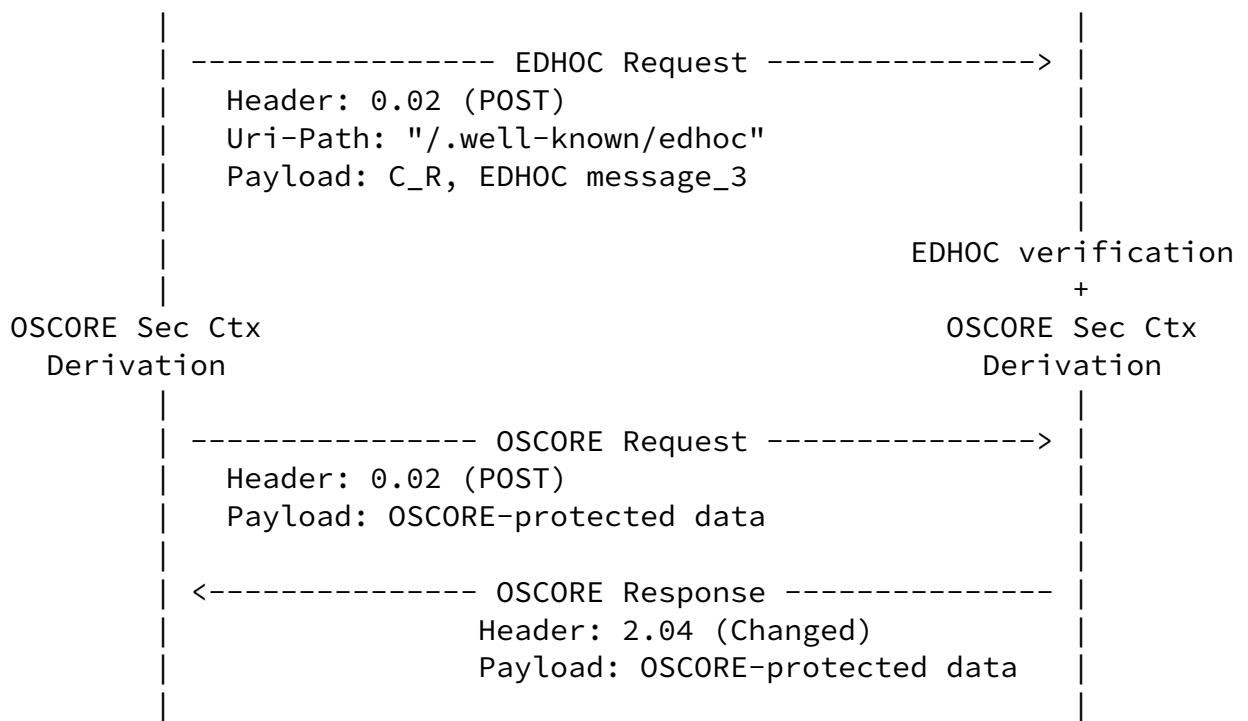 ----------------- EDHOC Request --------------->
Header: 0.02 (POST)
Uri-Path: "/.well-known/edhoc"
Payload: C_R, EDHOC message_3
EDHOC verification
+
OSCORE Sec Ctx OSCORE Sec Ctx
Derivation Derivation
---------------- OSCORE Request --------------->
Header: 0.02 (POST)
Payload: OSCORE-protected data
<--------------- OSCORE Response ---------------
Header: 2.04 (Changed)
Payload: OSCORE-protected data